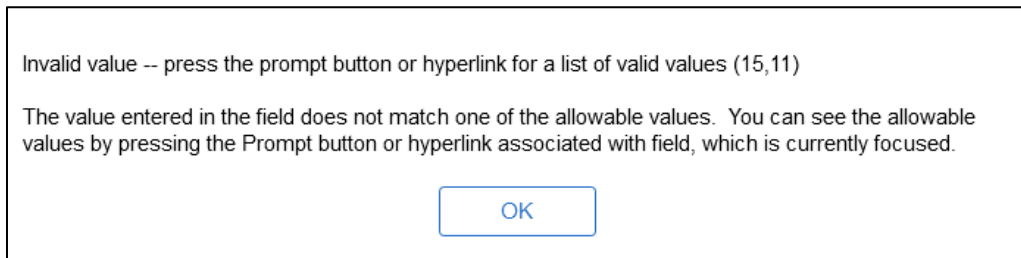 Invalid value -- press the prompt button or hyperlink for a list of valid values (15,11)
The value entered in the field does not match one of the allowable values.  You can see the allowable
values by pressing the Prompt button or hyperlink associated with field, which is currently focused.
OK